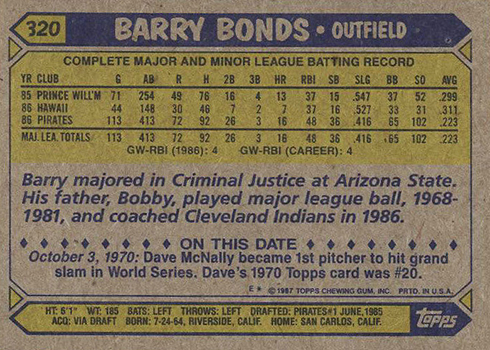 320 BARRY BONDS • OUTFIELD
COMPLETE MAJOR AND MINOR LEAGUE BATTING RECORD
YR CLUB G AB R H 2B 3B HR RBI SB SLG BB SO AVG
85 PRINCE WILL'M 71 254 49 76 16 4 13 37 15 .547 37 52 .299
86 HAWAII 44 148 30 46 7 2 7 37 16 .527 33 31 .311
86 PIRATES 113 413 72 92 26 3 16 48 36 .416 65 102 .223
MAJ. LEA. TOTALS 113 413 72 92 26 3 16 48 36 .416 65 102 .223
GW-RBI (1986): 4 GW-RBI (CAREER): 4
Barry majored in Criminal Justice at Arizona State.
His father, Bobby, played major league ball, 1968-
1981, and coached Cleveland Indians in 1986.
ON THIS DATE
October 3, 1970: Dave McNally became 1st pitcher to hit grand
slam in World Series. Dave's 1970 Topps card was #20.
E* © 1987 TOPPS CHEWING GUM, INC. PRTD. IN U.S.A.
HT: 6'1" WT: 185 BATS: LEFT THROWS: LEFT DRAFTED: PIRATES #1 JUNE, 1985
ACQ: VIA DRAFT BORN: 7-24-64, RIVERSIDE, CALIF. HOME: SAN CARLOS, CALIF.
TOPPS